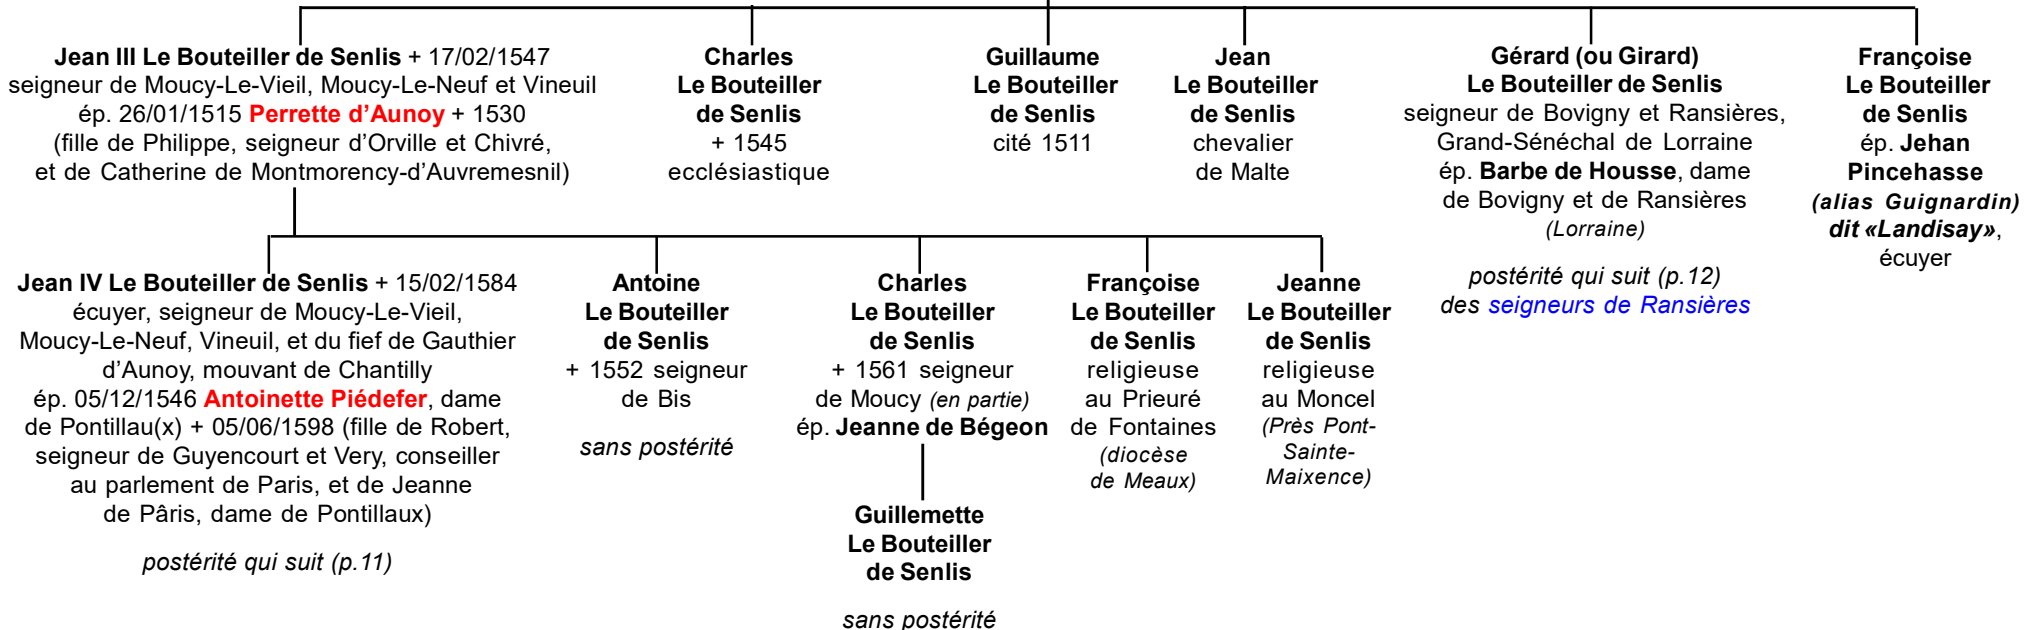 Jean III Le Bouteiller de Senlis + 17/02/1547
seigneur de Moucy-Le-Vieil, Moucy-Le-Neuf et Vineuil
ép. 26/01/1515 Perrette d'Aunoy + 1530
(fille de Philippe, seigneur d'Orville et Chivré,
et de Catherine de Montmorency-d'Auvremesnil)
Charles
Le Bouteiller
de Senlis
+ 1545
ecclésiastique
Guillaume
Le Bouteiller
de Senlis
cité 1511
Jean
Le Bouteiller
de Senlis
chevalier
de Malte
Gérard (ou Girard)
Le Bouteiller de Senlis
seigneur de Bovigny et Ransières,
Grand-Sénéchal de Lorraine
ép. Barbe de Housse, dame
de Bovigny et de Ransières
(Lorraine)
postérité qui suit (p.12)
des seigneurs de Ransières
Françoise
Le Bouteiller
de Senlis
ép. Jehan
Pincehasse
(alias Guignardin)
dit «Landisay»,
écuyer
Jean IV Le Bouteiller de Senlis + 15/02/1584
écuyer, seigneur de Moucy-Le-Vieil,
Moucy-Le-Neuf, Vineuil, et du fief de Gauthier
d'Aunoy, mouvant de Chantilly
ép. 05/12/1546 Antoinette Piédefer, dame
de Pontillau(x) + 05/06/1598 (fille de Robert,
seigneur de Guyencourt et Very, conseiller
au parlement de Paris, et de Jeanne
de Pâris, dame de Pontillaux)
postérité qui suit (p.11)
Antoine
Le Bouteiller
de Senlis
+ 1552 seigneur
de Bis
sans postérité
Charles
Le Bouteiller
de Senlis
+ 1561 seigneur
de Moucy (en partie)
ép. Jeanne de Bégeon
Guillemette
Le Bouteiller
de Senlis
sans postérité
Françoise
Le Bouteiller
de Senlis
religieuse
au Prieuré
de Fontaines
(diocèse
de Meaux)
Jeanne
Le Bouteiller
de Senlis
religieuse
au Moncel
(Près Pont-
Sainte-
Maixence)